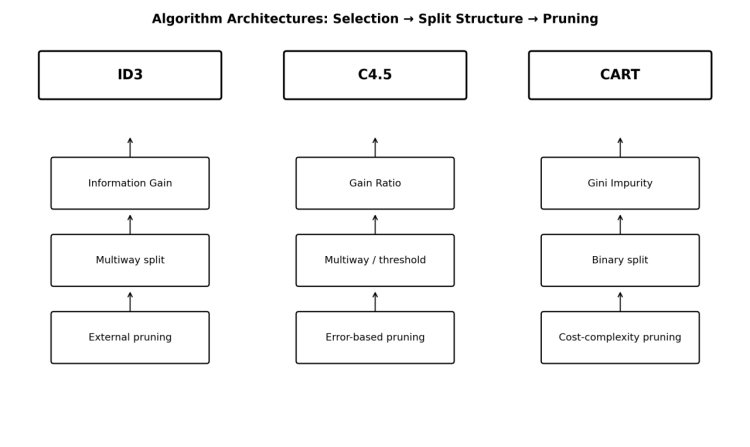 Algorithm Architectures: Selection → Split Structure → Pruning
ID3
C4.5
CART
Information Gain
Gain Ratio
Gini Impurity
Multiway split
Multiway / threshold
Binary split
External pruning
Error-based pruning
Cost-complexity pruning